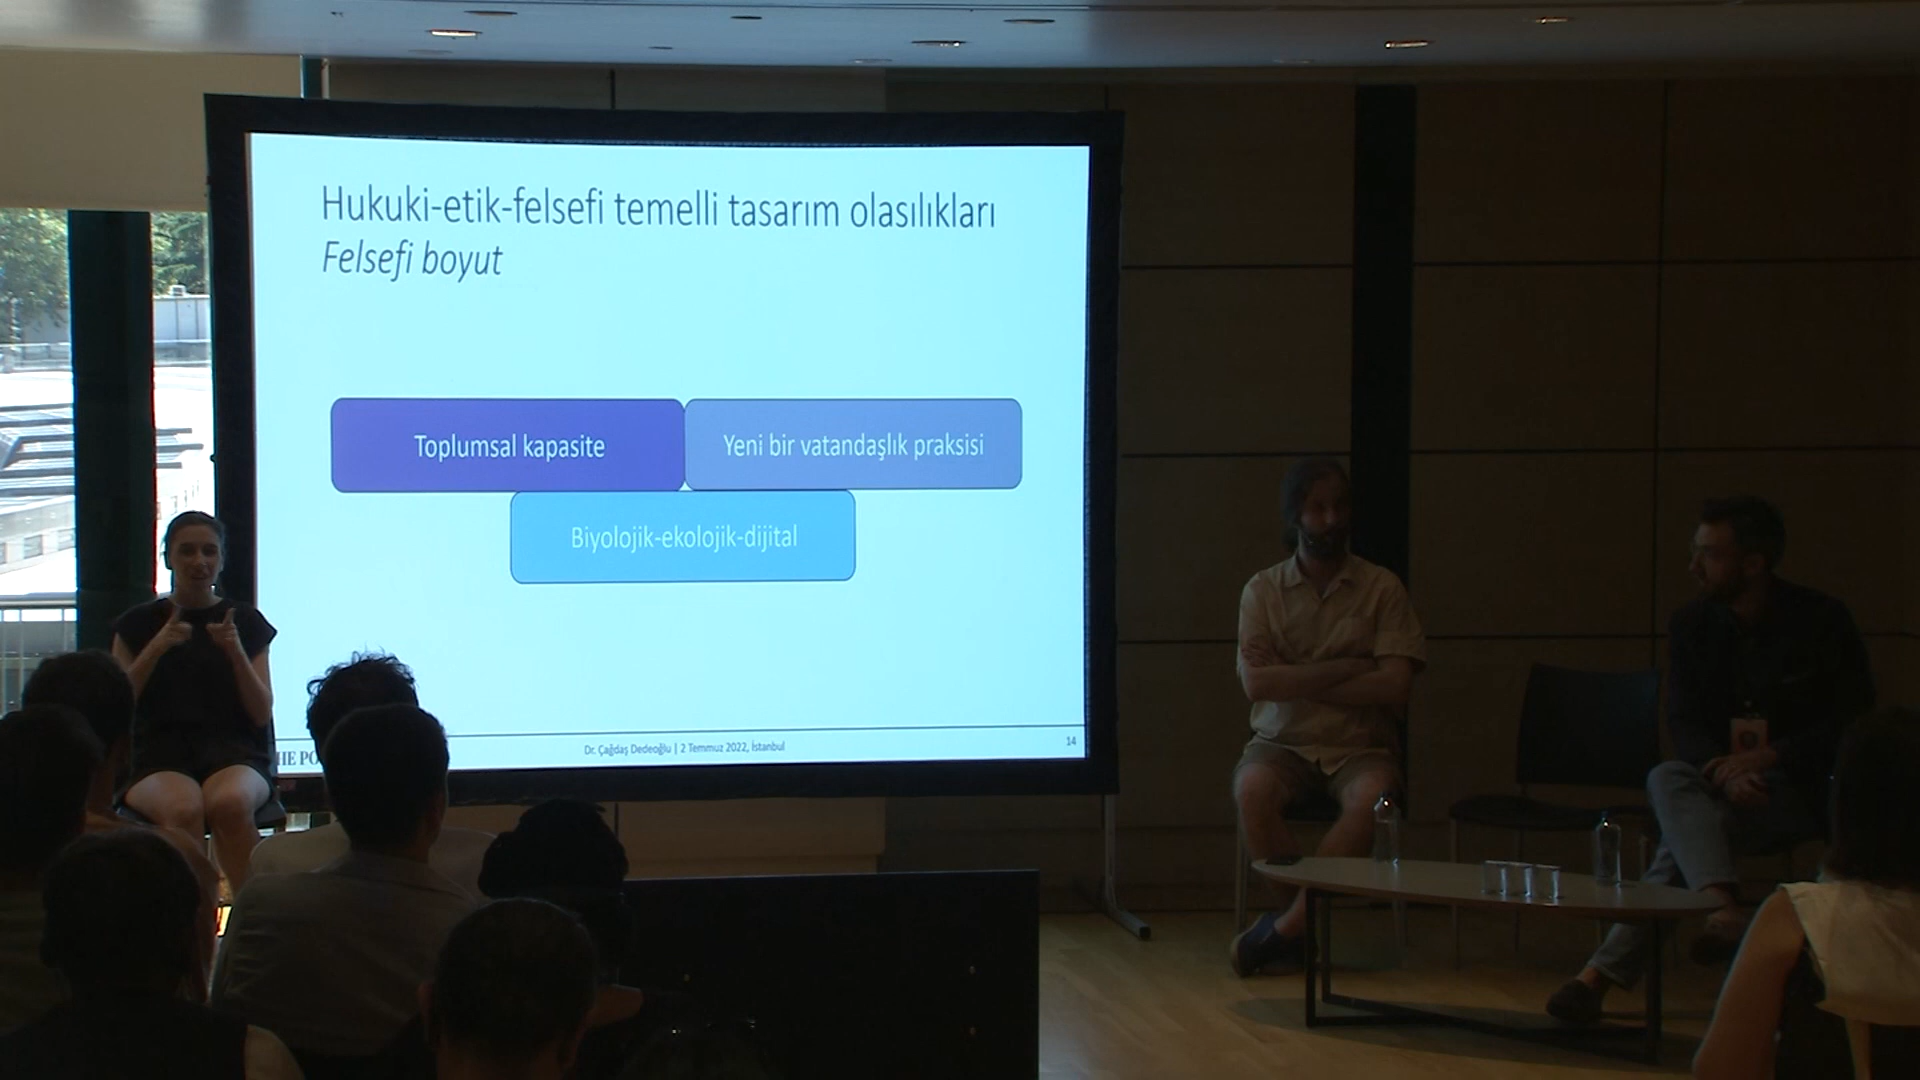 Hukuki-etik-felsefi temelli tasarım olasılıkları
Felsefi boyut
Toplumsal kapasite
Yeni bir vatandaşlık praksisi
Biyolojik-ekolojik-dijital
Dr. Çağdaş Dedeoğlu | 2 Temmuz 2022, İstanbul
14